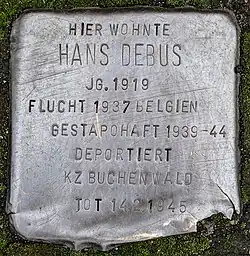 HIER WOHNTE
HANS DEBUS
JG. 1919
FLUCHT 1937 BELGIEN
GESTAPOHAFT 1939-44
DEPORTIERT
KZ BUCHENWALD
TOT 14.2.1945